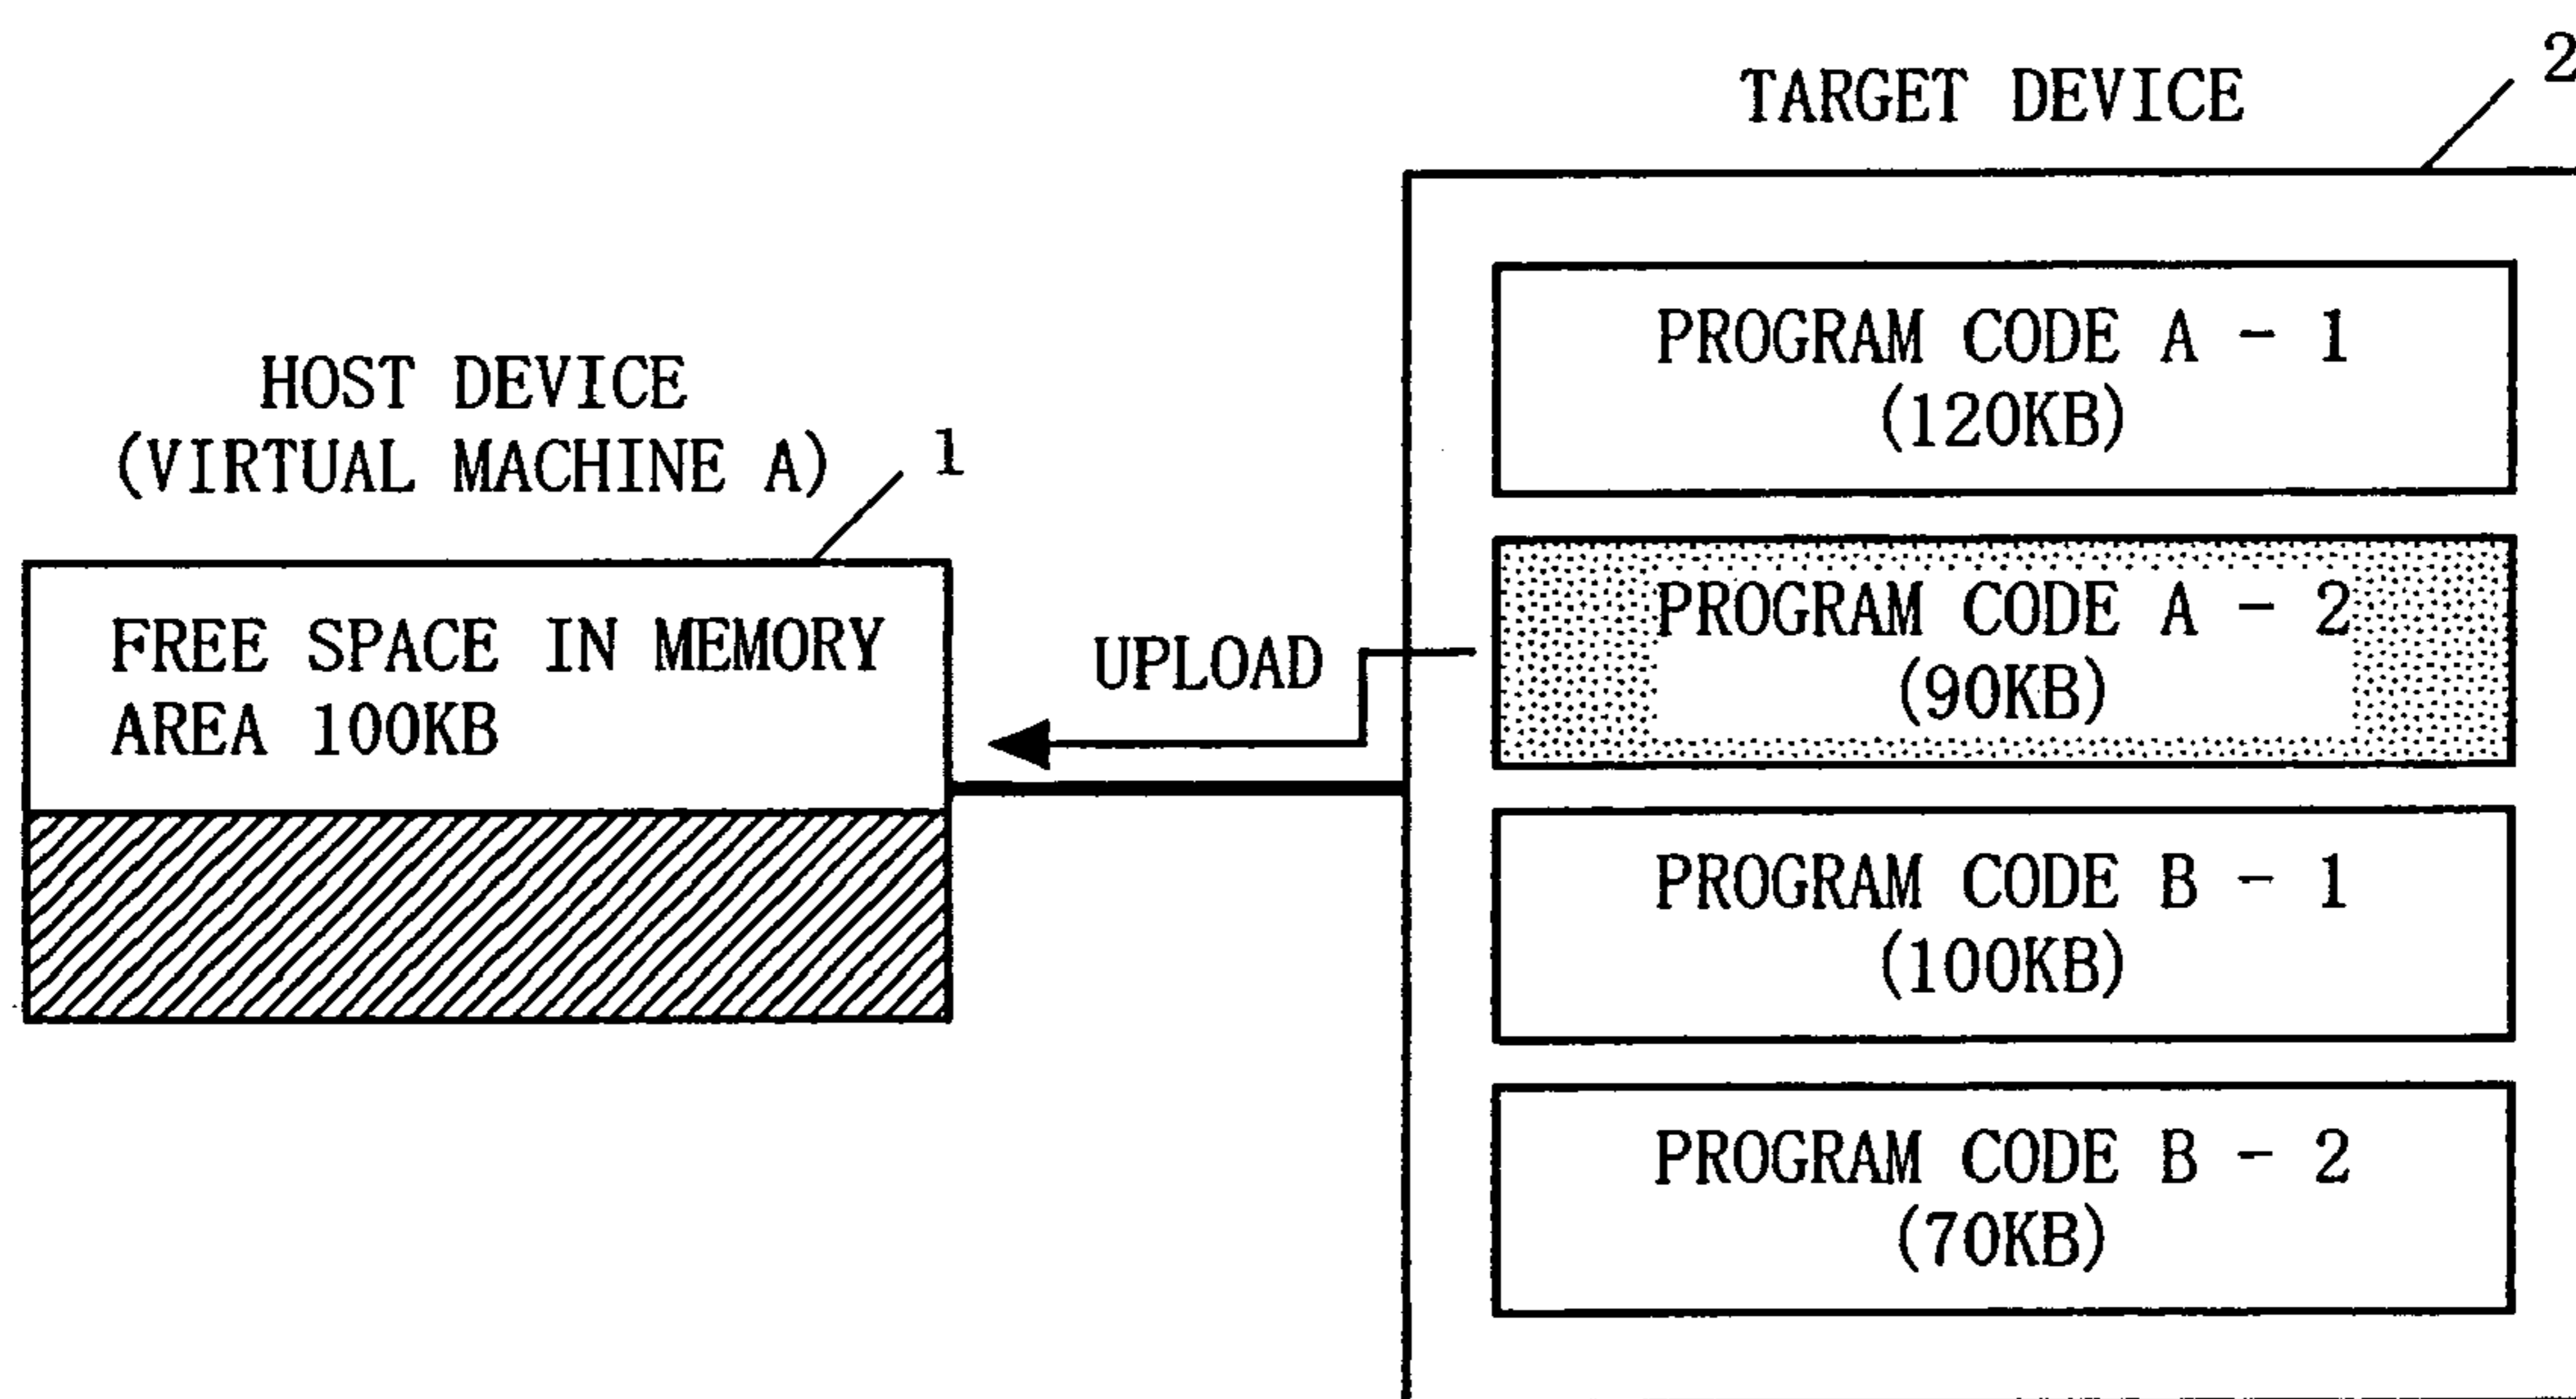 TARGET DEVICE
2
HOST DEVICE
(VIRTUAL MACHINE A)
1
FREE SPACE IN MEMORY
AREA 100KB
UPLOAD
PROGRAM CODE A - 1
(120KB)
PROGRAM CODE A - 2
(90KB)
PROGRAM CODE B - 1
(100KB)
PROGRAM CODE B - 2
(70KB)